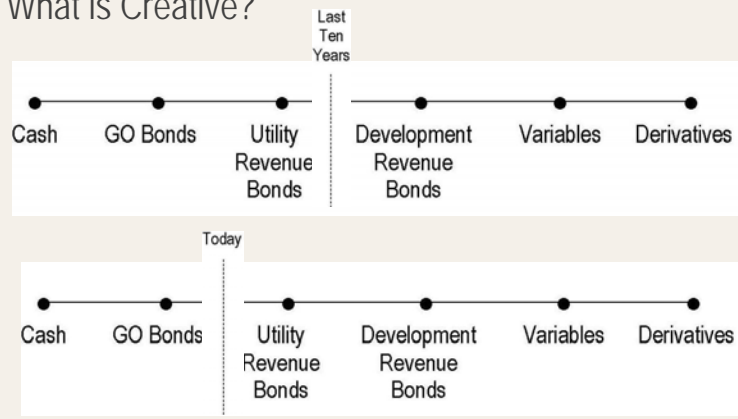 What is Creative?
Last
Ten
Years
Cash GO Bonds Utility Revenue Bonds Development Revenue Bonds Variables Derivatives
Today
Cash GO Bonds Utility Revenue Bonds Development Revenue Bonds Variables Derivatives